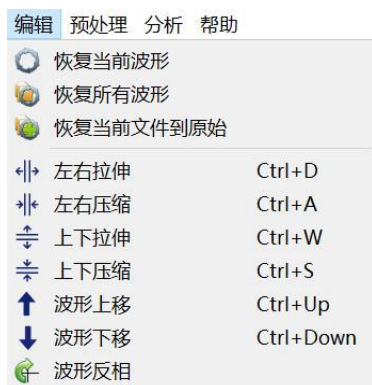 编辑 预处理 分析 帮助
恢复当前波形
恢复所有波形
恢复当前文件到原始
左右拉伸 Ctrl+D
左右压缩 Ctrl+A
上下拉伸 Ctrl+W
上下压缩 Ctrl+S
波形上移 Ctrl+Up
波形下移 Ctrl+Down
波形反相